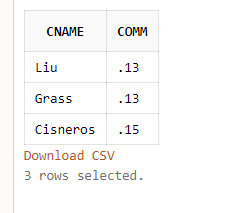 CNAME COMM
Liu .13
Grass .13
Cisneros .15
Download CSV
3 rows selected.